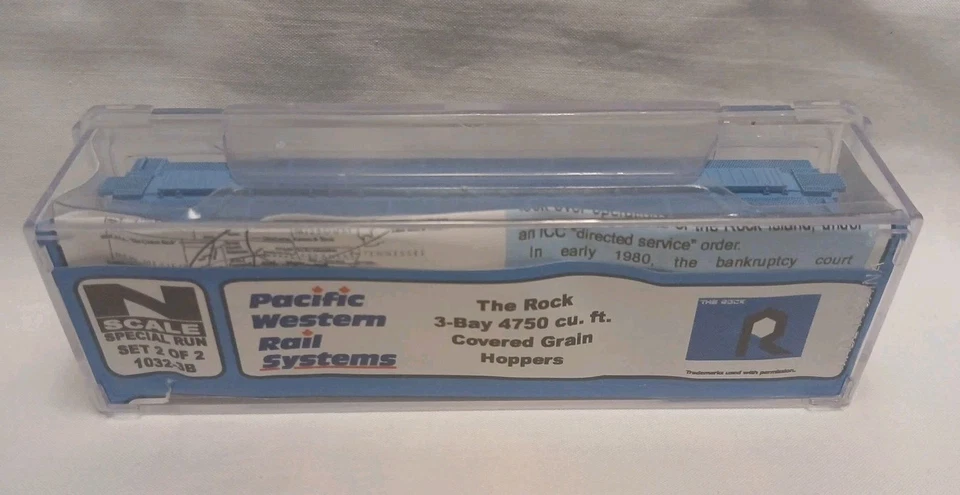 an ICC "directed service" order.
In early 1980, the bankruptcy court
N
SCALE
SPECIAL RUN
SET 2 OF 2
1032-3B
Pacific
Western
Rail
Systems
The Rock
3-Bay 4750 cu. ft.
Covered Grain
Hoppers
THE ROCK
R
Trademarks used with permission.